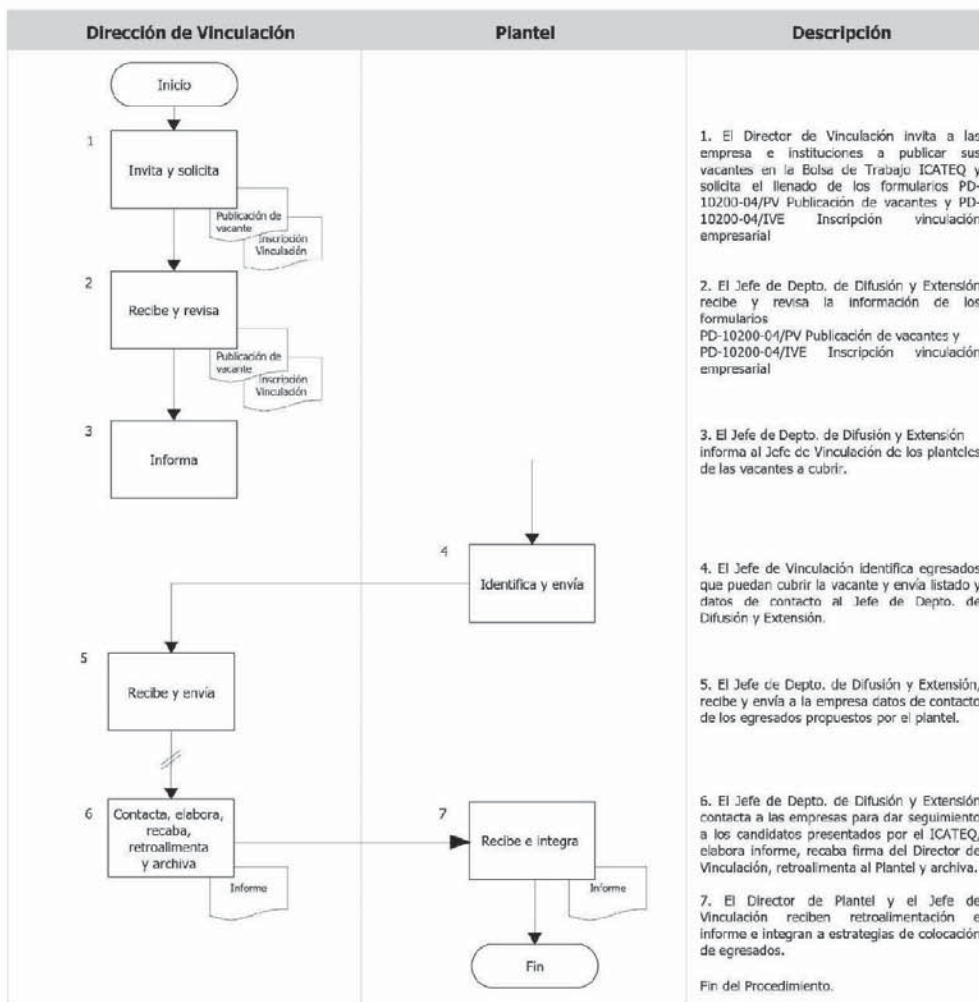 Dirección de Vinculación
Plantel
Descripción
Inicio
1
Invita y solicita
Publicación de
vacante
Inscripción
Vinculación
1. El Director de Vinculación invita a las
empresa e instituciones a publicar sus
vacantes en la Bolsa de Trabajo ICATEQ y
solicita el llenado de los formularios PD-
10200-04/PV Publicación de vacantes y PD-
10200-04/IVE Inscripción vinculación
empresarial
2
Recibe y revisa
Publicación de
vacante
Inscripción
Vinculación
2. El Jefe de Depto. de Difusión y Extensión
recibe y revisa la información de los
formularios
PD-10200-04/PV Publicación de vacantes y
PD-10200-04/IVE Inscripción vinculación
empresarial
3
Informa
3. El Jefe de Depto. de Difusión y Extensión
informa al Jefe de Vinculación de los planteles
de las vacantes a cubrir.
4
Identifica y envía
4. El Jefe de Vinculación identifica egresados
que puedan cubrir la vacante y envía listado y
datos de contacto al Jefe de Depto. de
Difusión y Extensión.
5
Recibe y envía
5. El Jefe de Depto. de Difusión y Extensión,
recibe y envía a la empresa datos de contacto
de los egresados propuestos por el plantel.
6
Contacta, elabora,
recaba,
retroalimenta
y archiva
Informe
7
Recibe e integra
Informe
6. El Jefe de Depto. de Difusión y Extensión
contacta a las empresas para dar seguimiento
a los candidatos presentados por el ICATEQ,
elabora informe, recaba firma del Director de
Vinculación, retroalimenta al Plantel y archiva.
7. El Director de Plantel y el Jefe de
Vinculación reciben retroalimentación e
informe e integran a estrategias de colocación
de egresados.
Fin
Fin del Procedimiento.